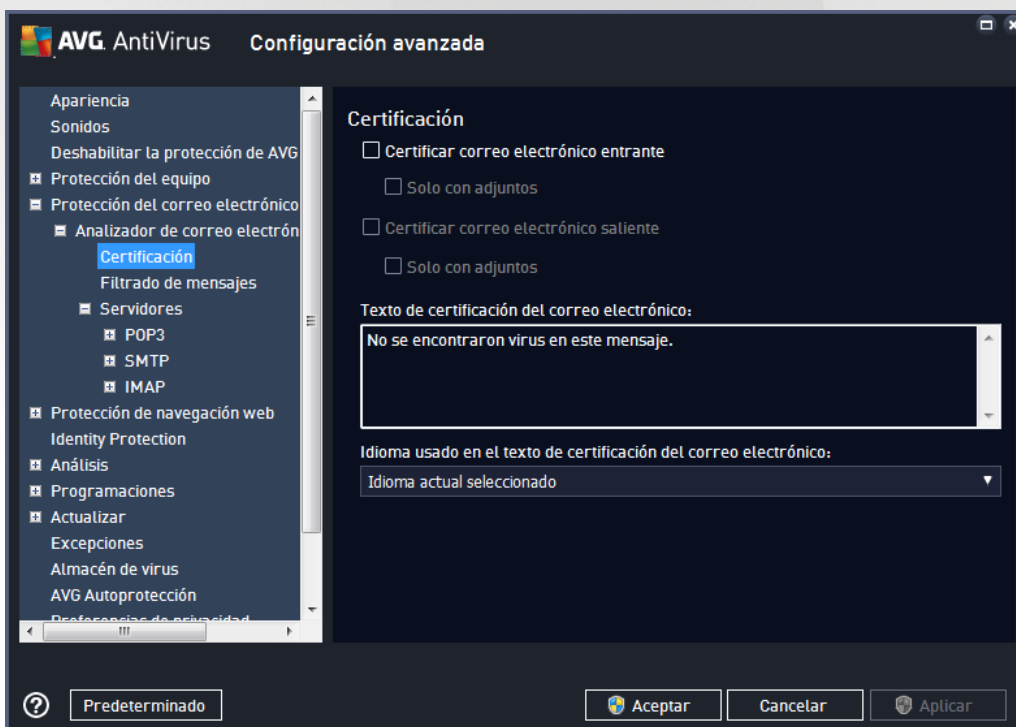 AVG. AntiVirus Configuración avanzada
Apariencia
Sonidos
Deshabilitar la protección de AVG
Protección del equipo
Protección del correo electrónico
Analizador de correo electrón
Certificación
Filtrado de mensajes
Servidores
POP3
SMTP
IMAP
Protección de navegación web
Identity Protection
Análisis
Programaciones
Actualizar
Excepciones
Almacén de virus
AVG Autoprotección
Preferencias de privacidad
Certificación
Certificar correo electrónico entrante
Solo con adjuntos
Certificar correo electrónico saliente
Solo con adjuntos
Texto de certificación del correo electrónico:
No se encontraron virus en este mensaje.
Idioma usado en el texto de certificación del correo electrónico:
Idioma actual seleccionado
Predeterminado
Aceptar
Cancelar
Aplicar